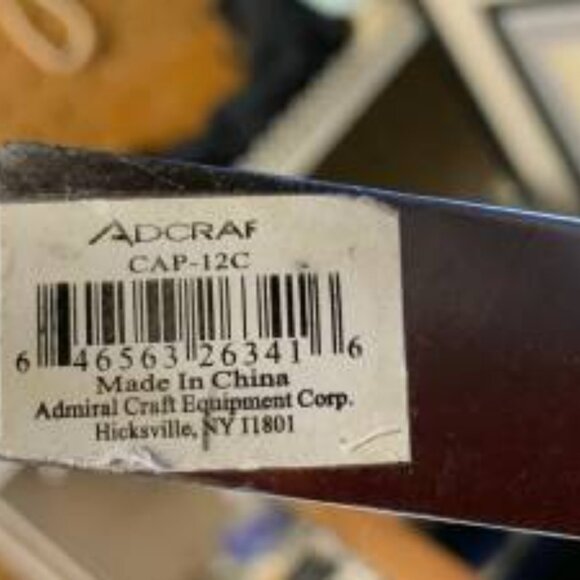 ADCRAF
CAP-12C
6 46563 26341 6
Made In China
Admiral Craft Equipment Corp.
Hicksville, NY 11801